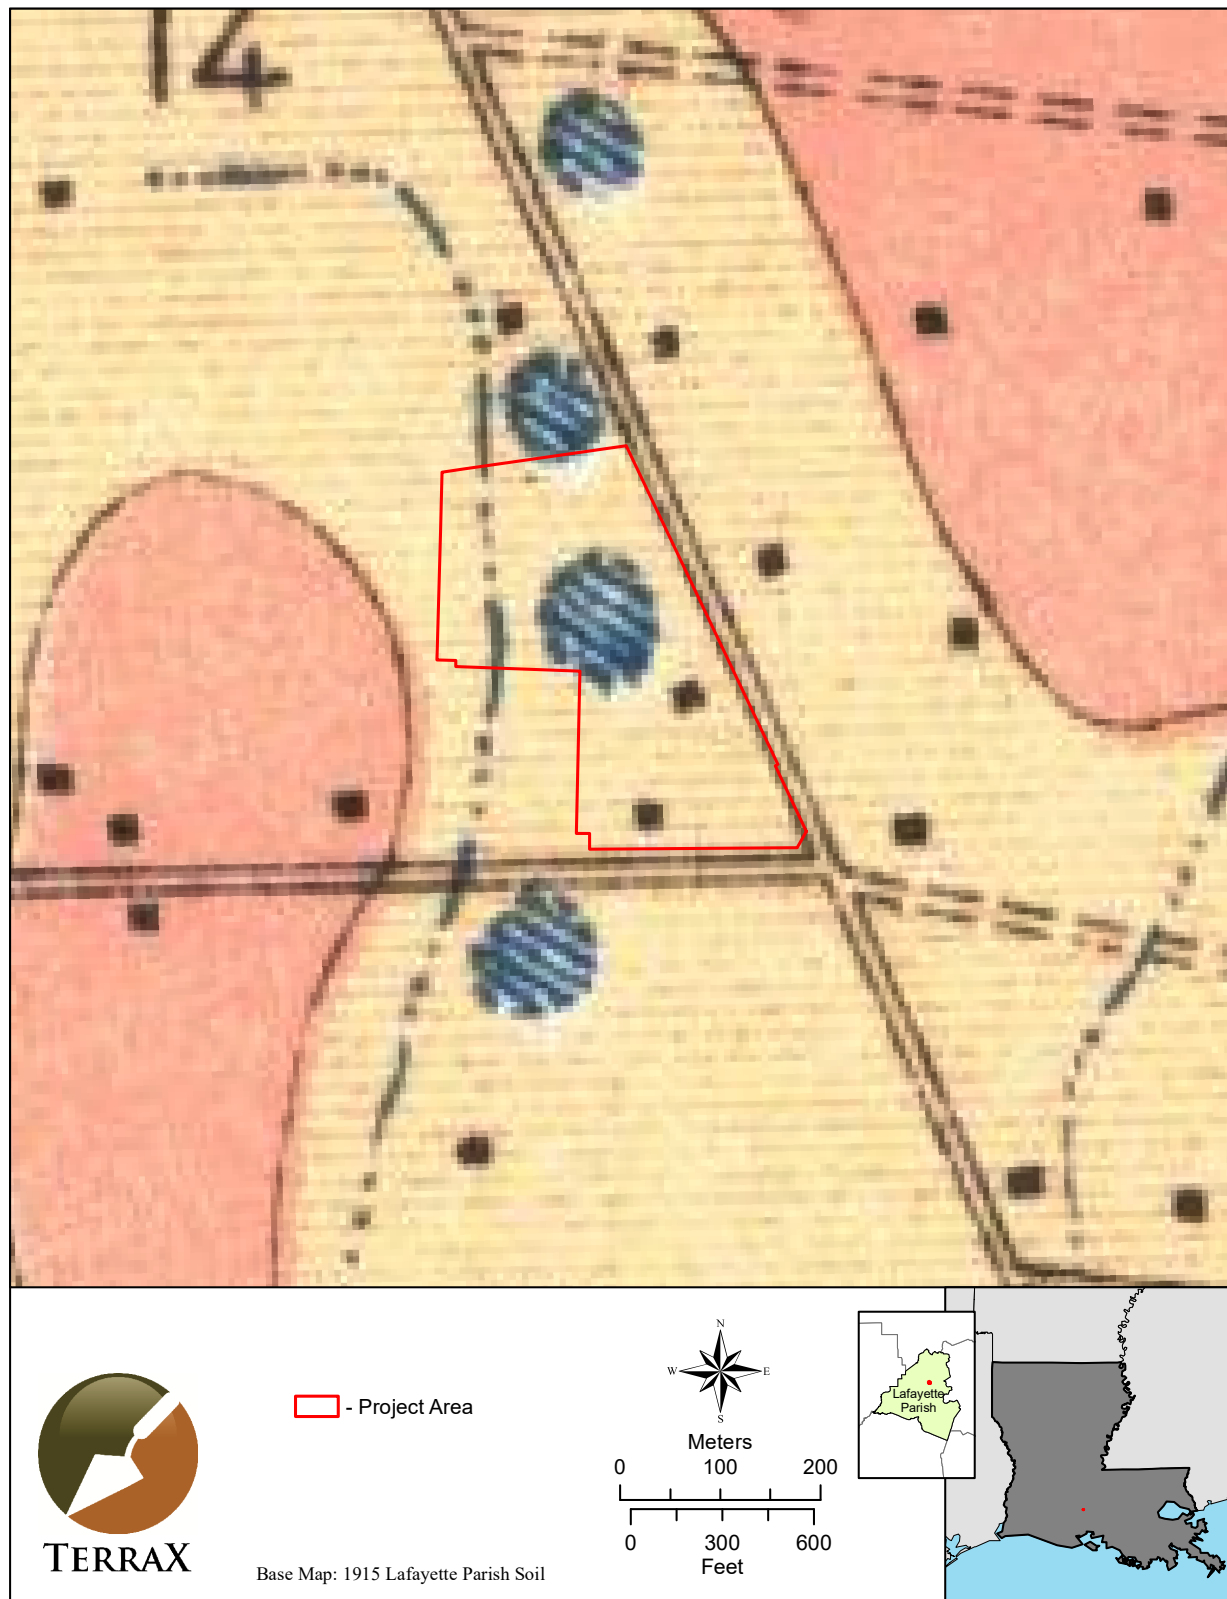 14
- Project Area
N
W
E
S
Meters
0
100
200
0
300
600
Feet
Lafayette
Parish
TERRAX
Base Map: 1915 Lafayette Parish Soil